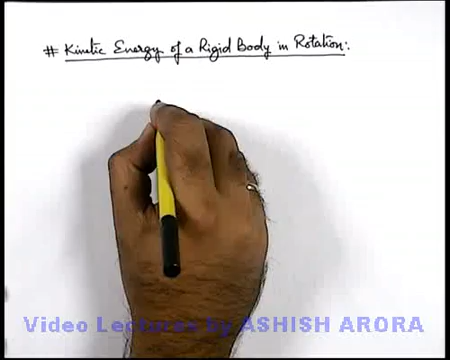 # Kinetic Energy of a Rigid Body in Rotation:
Video Lectures by ASHISH ARORA